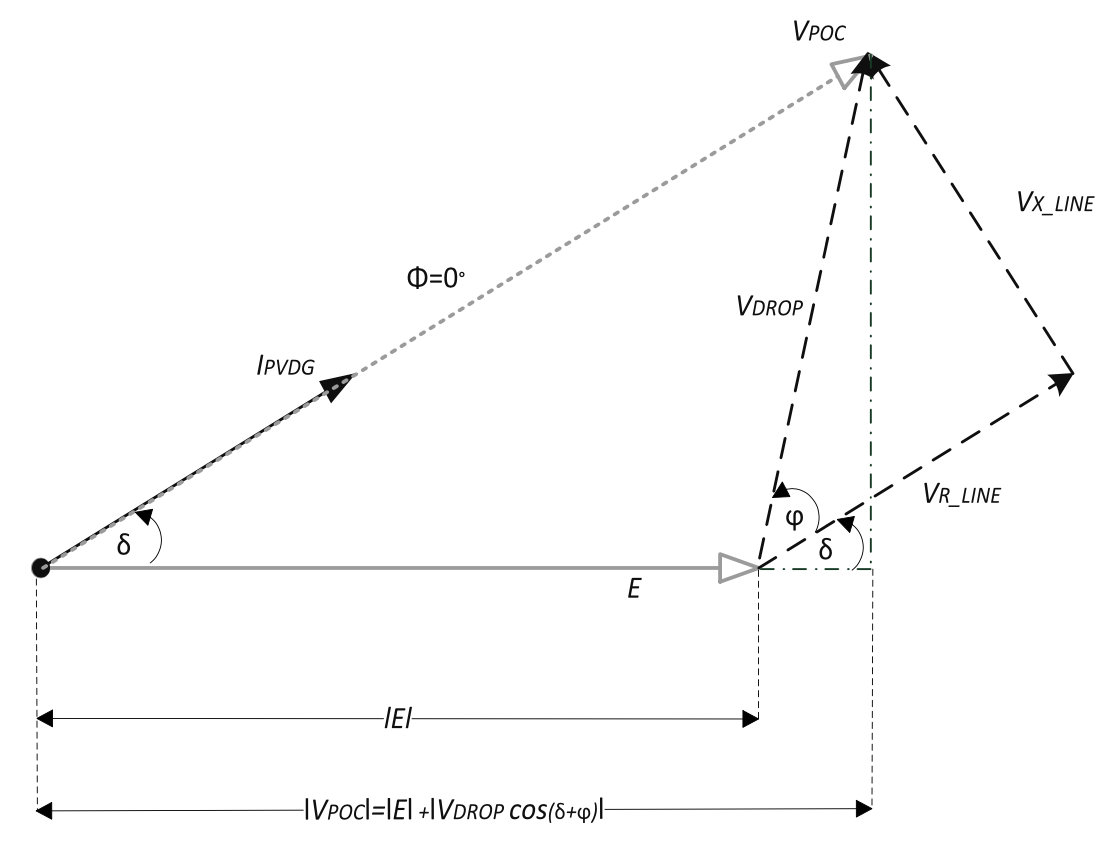 VPOC
VX_LINE
Φ=0°
VDROP
IPVDG
VR_LINE
φ
δ
δ
E
|E|
|VPOC|=|E| +|VDROP cos(δ+φ)|